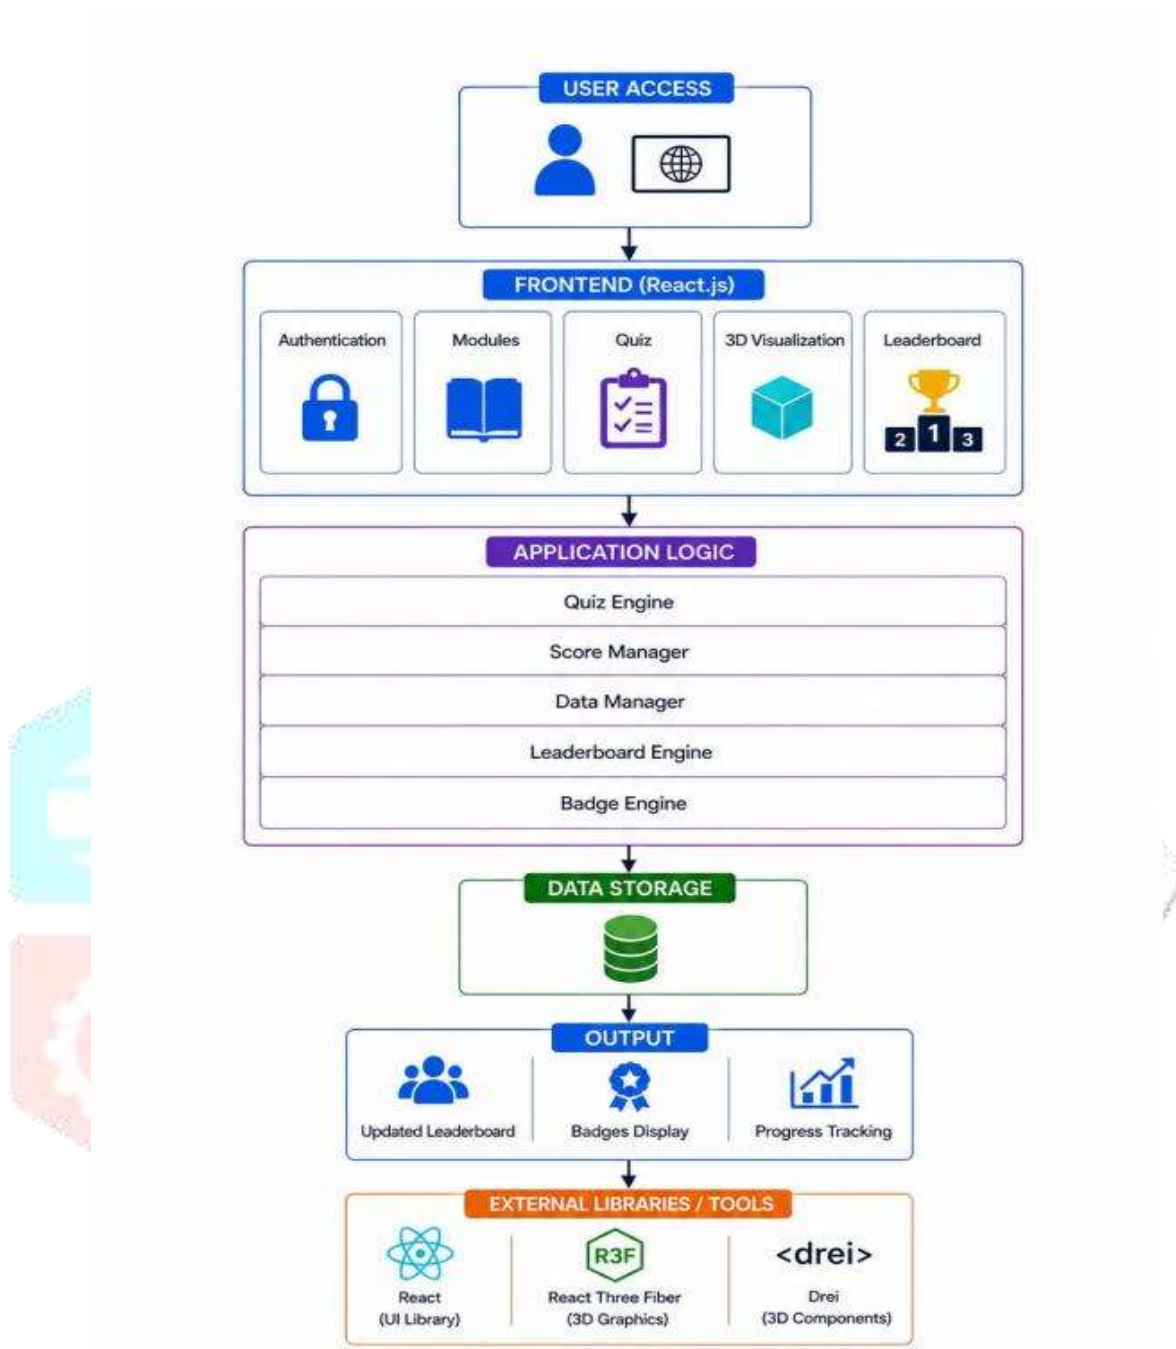 USER ACCESS
FRONTEND (React.js)
Authentication
Modules
Quiz
3D Visualization
Leaderboard
2 1 3
APPLICATION LOGIC
Quiz Engine
Score Manager
Data Manager
Leaderboard Engine
Badge Engine
DATA STORAGE
OUTPUT
Updated Leaderboard
Badges Display
Progress Tracking
EXTERNAL LIBRARIES / TOOLS
R3F
<drei>
React
(UI Library)
React Three Fiber
(3D Graphics)
Drei
(3D Components)